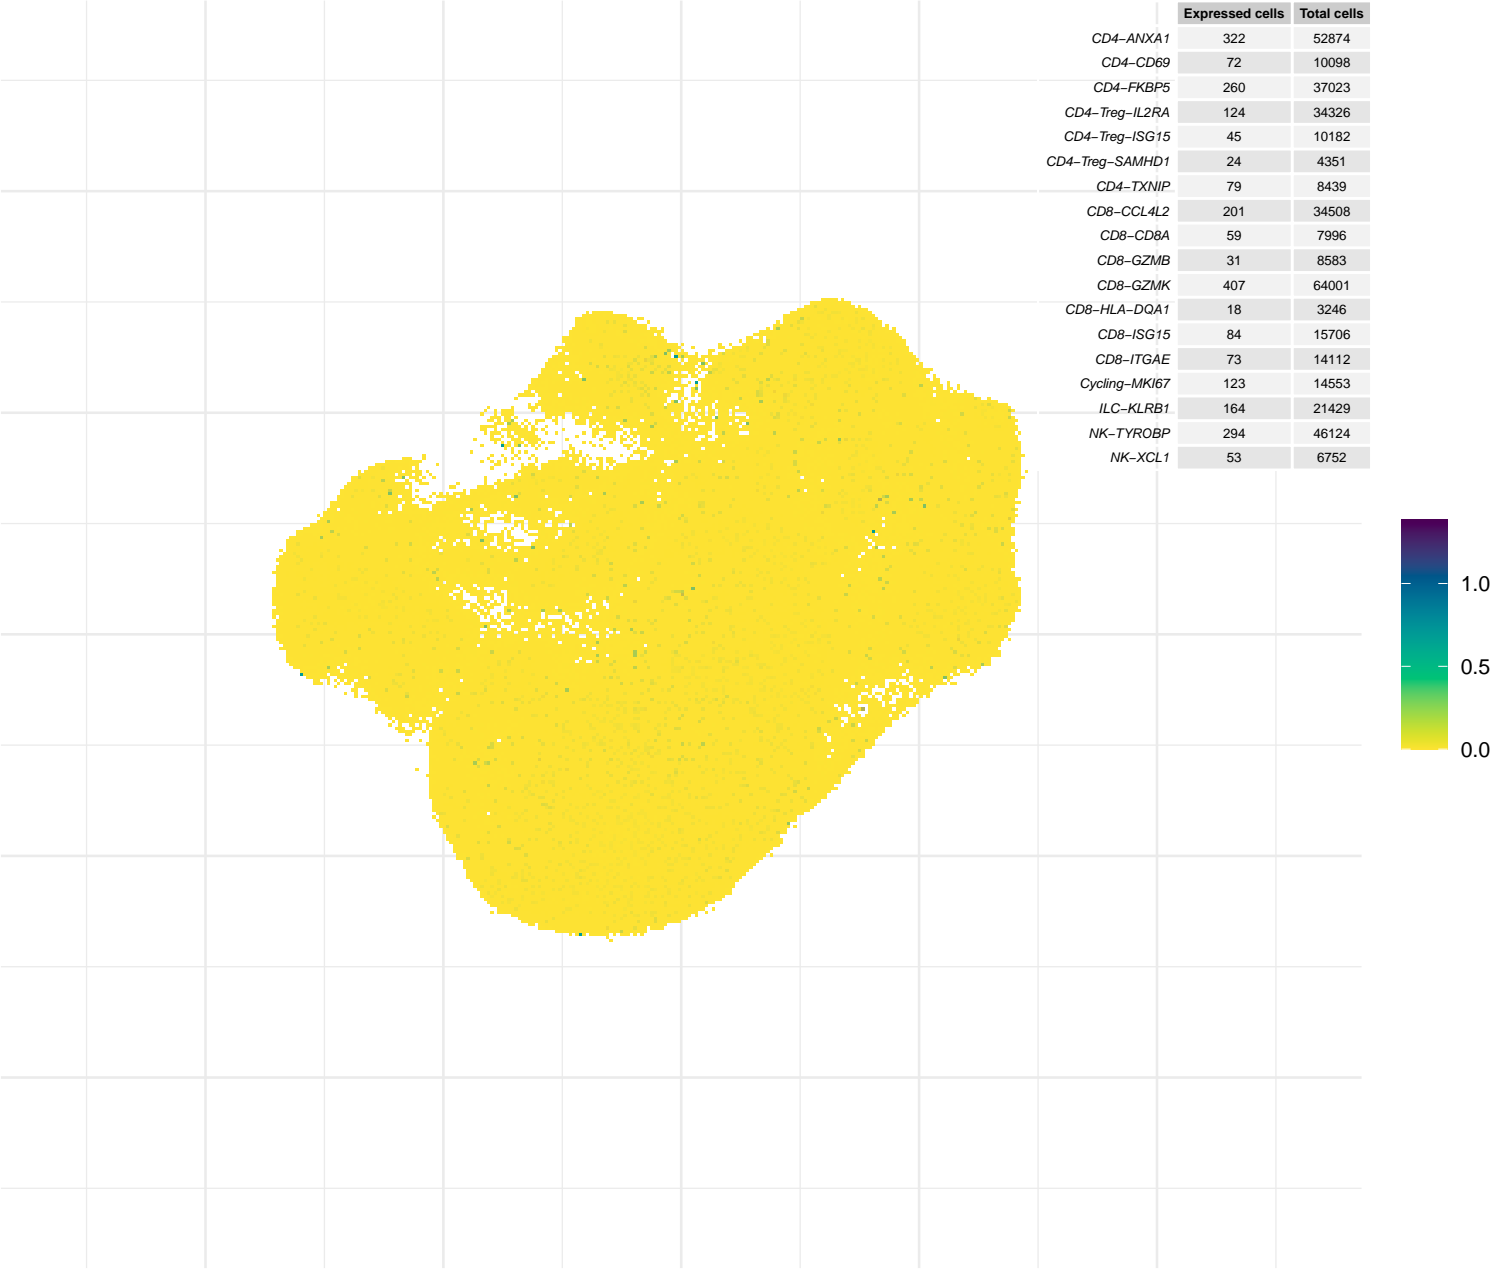 Expressed cells Total cells
CD4−ANXA1 322 52874
CD4−CD69 72 10098
CD4−FKBP5 260 37023
CD4−Treg−IL2RA 124 34326
CD4−Treg−ISG15 45 10182
CD4−Treg−SAMHD1 24 4351
CD4−TXNIP 79 8439
CD8−CCL4L2 201 34508
CD8−CD8A 59 7996
CD8−GZMB 31 8583
CD8−GZMK 407 64001
CD8−HLA−DQA1 18 3246
CD8−ISG15 84 15706
CD8−ITGAE 73 14112
Cycling−MKI67 123 14553
ILC−KLRB1 164 21429
NK−TYROBP 294 46124
NK−XCL1 53 6752
1.0
0.5
0.0